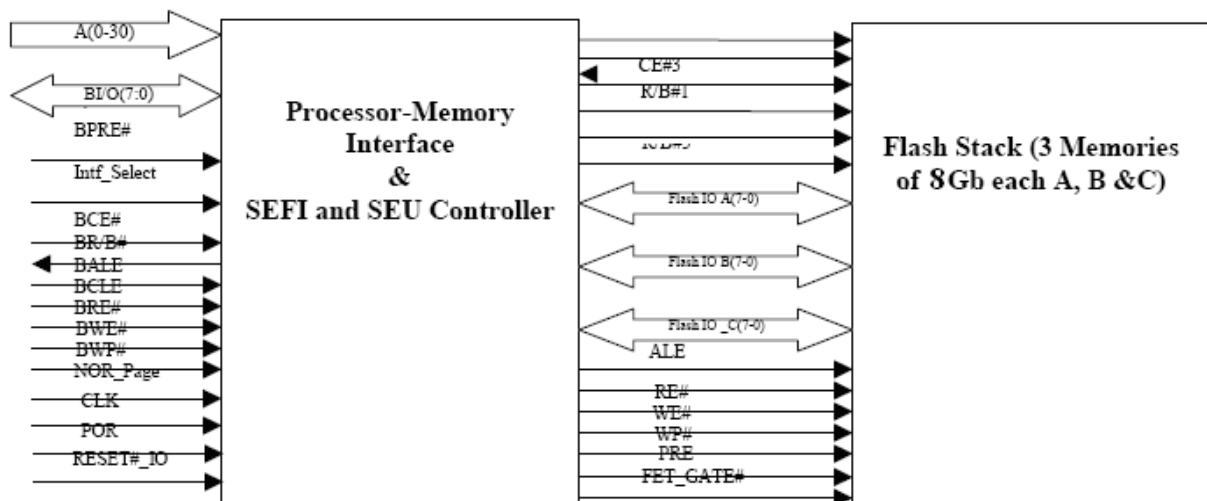 A(0-30)
BI/O(7:0)
BPRE#
Intf_Select
BCE#
BR/B#
BALE
BCLE
BRE#
BWE#
BWP#
NOR_Page
CLK
POR
RESET#_IO
Processor-Memory
Interface
&
SEFI and SEU Controller
CE#3
R/B#1
Flash IO A(7-0)
Flash IO B(7-0)
Flash IO _C(7-0)
ALE
RE#
WE#
WP#
PRE
FET_GATE#
Flash Stack (3 Memories
of 8Gb each A, B &C)